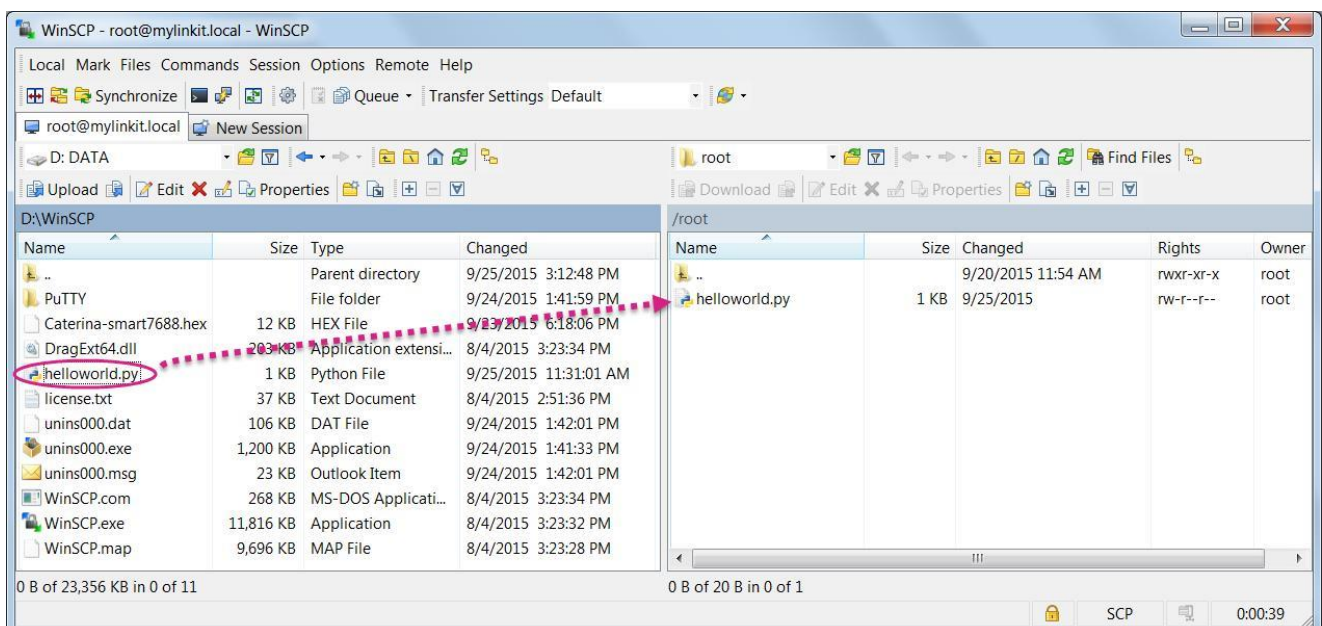 WinSCP - root@mylinkit.local - WinSCP
Local Mark Files Commands Session Options Remote Help
Synchronize Queue Transfer Settings Default
root@mylinkit.local New Session
D: DATA root Find Files
Upload Edit Properties Download Edit Properties
D:\WinSCP /root
Name Size Type Changed Name Size Changed Rights Owner
.. Parent directory 9/25/2015 3:12:48 PM .. 9/20/2015 11:54 AM rwxr-xr-x root
PuTTY File folder 9/24/2015 1:41:59 PM helloworld.py 1 KB 9/25/2015 rw-r--r-- root
Caterina-smart7688.hex 12 KB HEX File 9/23/2015 6:18:06 PM
DragExt64.dll 203 KB Application extensi... 8/4/2015 3:23:34 PM
helloworld.py 1 KB Python File 9/25/2015 11:31:01 AM
license.txt 37 KB Text Document 8/4/2015 2:51:36 PM
unins000.dat 106 KB DAT File 9/24/2015 1:42:01 PM
unins000.exe 1,200 KB Application 9/24/2015 1:41:33 PM
unins000.msg 23 KB Outlook Item 9/24/2015 1:42:01 PM
WinSCP.com 268 KB MS-DOS Applicati... 8/4/2015 3:23:34 PM
WinSCP.exe 11,816 KB Application 8/4/2015 3:23:32 PM
WinSCP.map 9,696 KB MAP File 8/4/2015 3:23:28 PM
0 B of 23,356 KB in 0 of 11 0 B of 20 B in 0 of 1
SCP 0:00:39